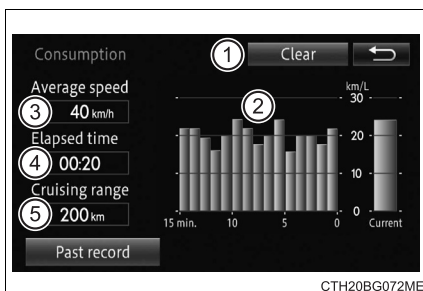 Consumption
1
Clear
Average speed
3
40 km/h
Elapsed time
4
00:20
Cruising range
5
200 km
Past record
2
km/L
30
20
10
0
15 min.
10
5
0
Current
CTH20BG072ME